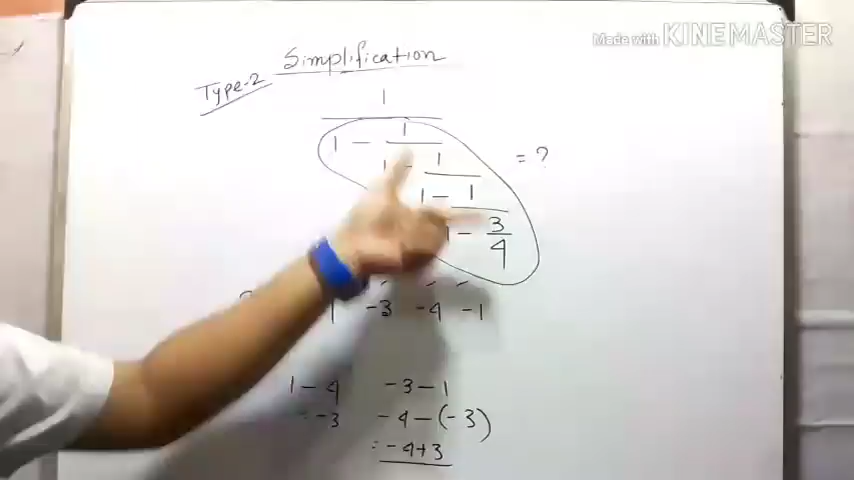 Made with KINEMASTER
Simplification
Type-2
1
1 - 1
1 - 1 = ?
1 - 1
1 - 3
4
1 -3 -4 -1
1-4 -3-1
= -3 -4-(-3)
= -4+3